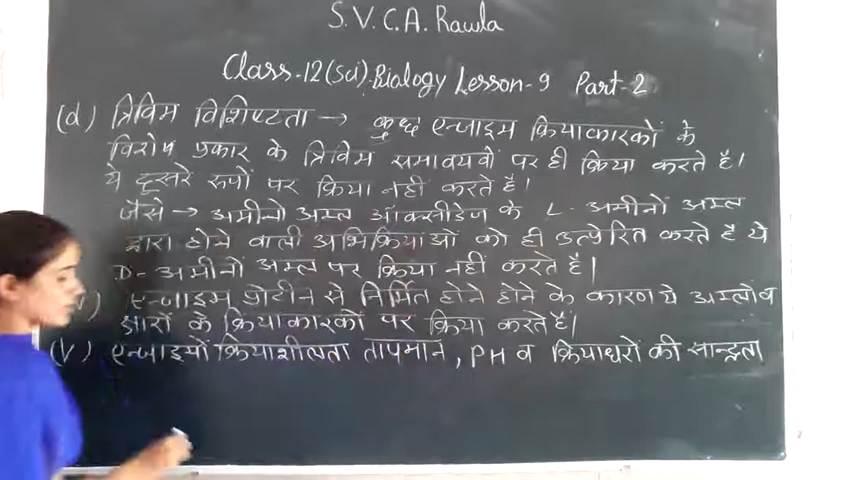 S.V.C.A. Rawla
Class-12(Sci) Biology Lesson-9 Part-2
(d) त्रिविम विशिष्टता → कुछ एन्जाइम क्रियाकारकों के
विशेष प्रकार के त्रिविम समावयवों पर ही क्रिया करते है।
ये दूसरे रूपों पर क्रिया नहीं करते है।
जैसे → अमीनो अम्ल ऑक्सीडेज के L-अमीनों अम्ल
द्वारा होने वाली अभिक्रियाओं को ही उत्प्रेरित करते है ये
D-अमीनों अम्ल पर क्रिया नहीं करते है।
) एन्जाइम प्रोटीन से निर्मित होने होने के कारण ये अम्लोव
क्षारों के क्रियाकारकों पर क्रिया करते है।
(V) एन्जाइमों क्रियाशीलता तापमान, PH व क्रियाधरों की सान्द्रता